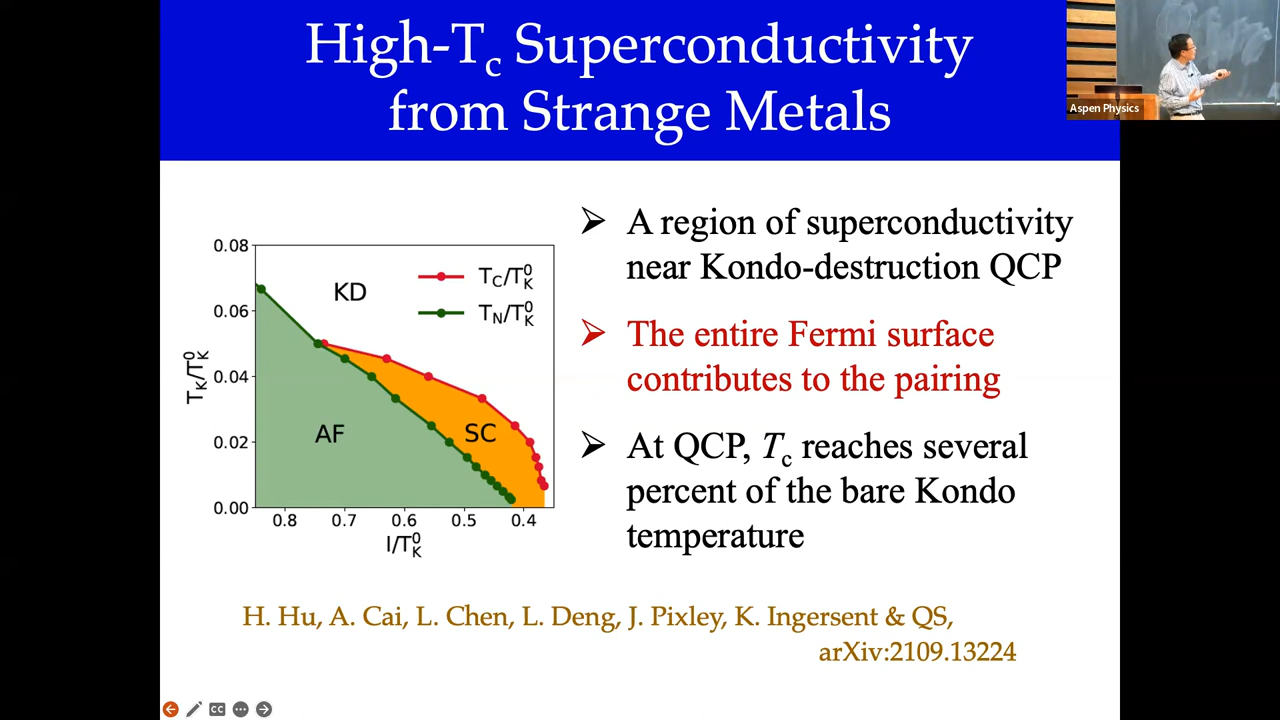 High-Tc Superconductivity
from Strange Metals
Aspen Physics
A region of superconductivity
near Kondo-destruction QCP
The entire Fermi surface
contributes to the pairing
At QCP, Tc reaches several
percent of the bare Kondo
temperature
0.08
0.06
0.04
0.02
0.00
TK/T0K
KD
TC/T0K
TN/T0K
AF
SC
0.8 0.7 0.6 0.5 0.4
I/T0K
H. Hu, A. Cai, L. Chen, L. Deng, J. Pixley, K. Ingersent & QS,
arXiv:2109.13224
CC